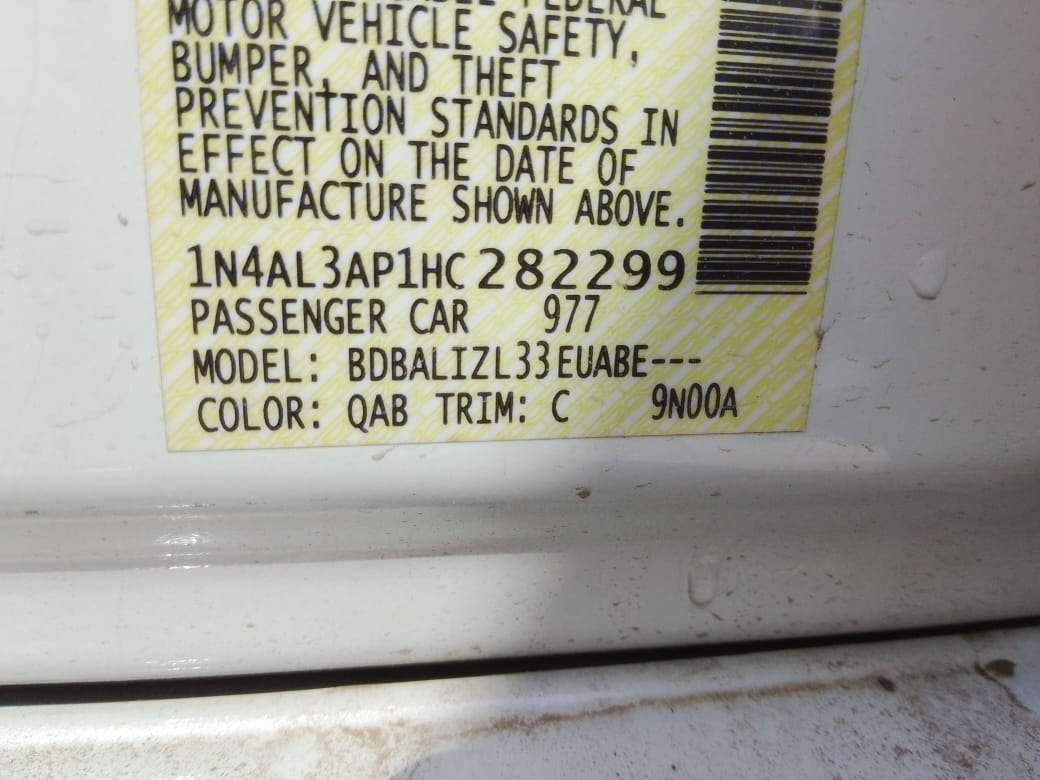 FEDERAL
MOTOR VEHICLE SAFETY,
BUMPER, AND THEFT
PREVENTION STANDARDS IN
EFFECT ON THE DATE OF
MANUFACTURE SHOWN ABOVE.
1N4AL3AP1HC282299
PASSENGER CAR 977
MODEL: BDBALIZL33EUABE---
COLOR: QAB TRIM: C 9N00A